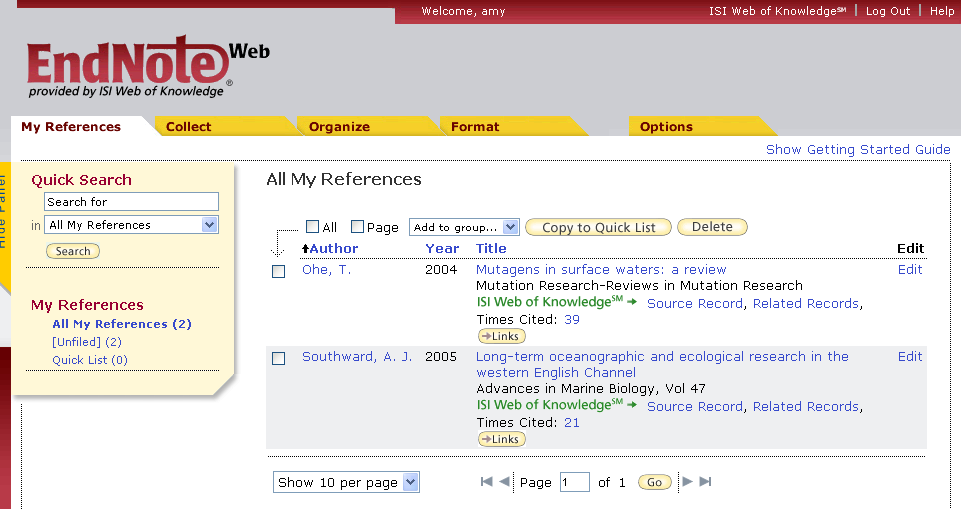 Welcome, amy
ISI Web of Knowledge℠ | Log Out | Help
EndNote® Web
provided by ISI Web of Knowledge
My References
Collect
Organize
Format
Options
Show Getting Started Guide
Hide Panel
Quick Search
Search for
in All My References
Search
My References
All My References (2)
[Unfiled] (2)
Quick List (0)
All My References
All Page Add to group... Copy to Quick List Delete
Author Year Title Edit
Ohe, T. 2004 Mutagens in surface waters: a review Edit
Mutation Research-Reviews in Mutation Research
ISI Web of Knowledge℠ Source Record, Related Records,
Times Cited: 39
Links
Southward, A. J. 2005 Long-term oceanographic and ecological research in the Edit
western English Channel
Advances in Marine Biology, Vol 47
ISI Web of Knowledge℠ Source Record, Related Records,
Times Cited: 21
Links
Show 10 per page Page 1 of 1 Go